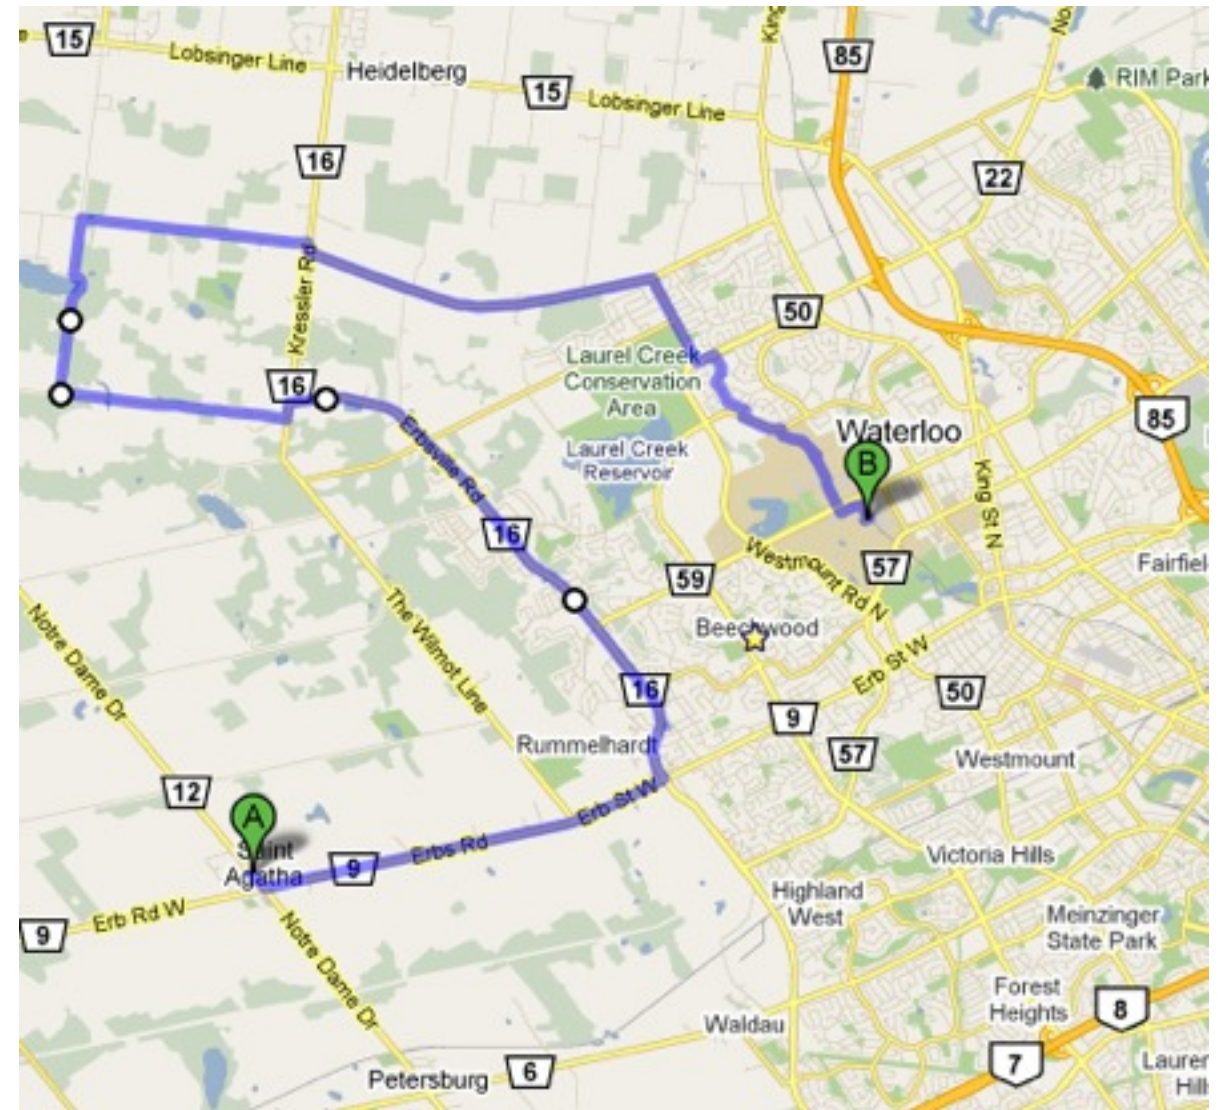 King
85
No
15
Lobsinger Line
Heidelberg
15
Lobsinger Line
RIM Park
16
22
Kressler Rd
50
Laurel Creek
Conservation
Area
16
Erbsville Rd
Laurel Creek
Reservoir
Waterloo
B
85
King St N
16
Westmount Rd N
57
59
Fairfiel
The Wilmot Line
Notre Dame Dr
Beechwood
Erb St W
16
50
9
57
Rummelhardt
Westmount
12
A
Erb St W
Saint
Agatha
9
Erbs Rd
Victoria Hills
Erb Rd W
9
Highland
West
Meinzinger
State Park
Notre Dame Dr
Forest
Heights
8
Waldau
7
Petersburg
6
Lauren
Hill